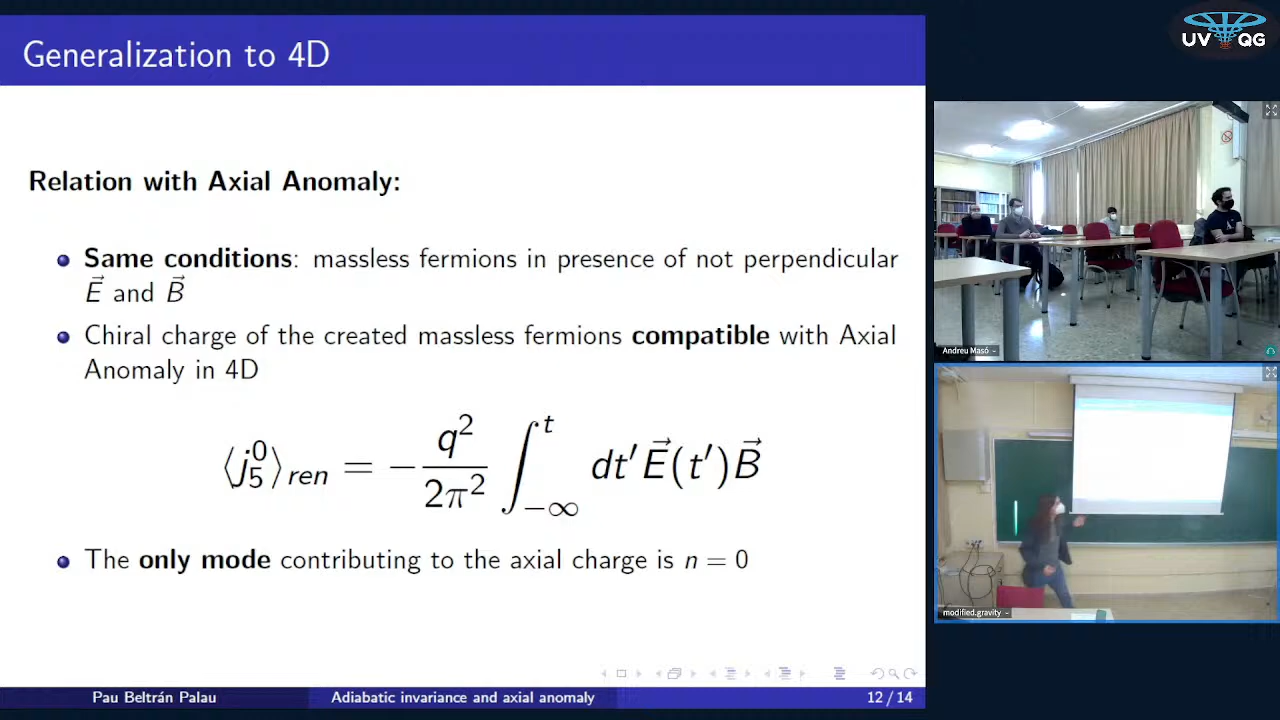 Generalization to 4D
Relation with Axial Anomaly:
Same conditions: massless fermions in presence of not perpendicular
E⃗ and B⃗
Chiral charge of the created massless fermions compatible with Axial
Anomaly in 4D
⟨j₅⁰⟩ren = − q²/2π² ∫₋∞ᵗ dt′E⃗(t′)B⃗
The only mode contributing to the axial charge is n = 0
Pau Beltrán Palau
Adiabatic invariance and axial anomaly
12 / 14
UV QG
Andreu Masó
modified.gravity